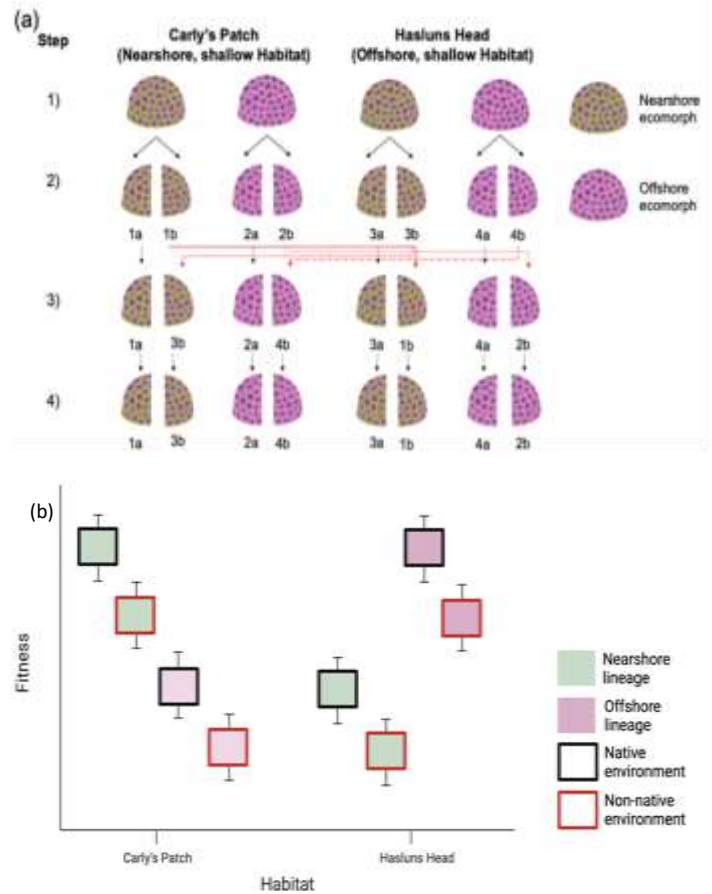 (a)
Step
Carly's Patch
(Nearshore, shallow Habitat)
Hasluns Head
(Offshore, shallow Habitat)
1)
Nearshore
ecomorph
2)
Offshore
ecomorph
1a 1b 2a 2b 3a 3b 4a 4b
3)
1a 3b 2a 4b 3a 1b 4a 2b
4)
1a 3b 2a 4b 3a 1b 4a 2b
(b)
Fitness
Nearshore
lineage
Offshore
lineage
Native
environment
Non-native
environment
Carly's Patch
Hasluns Head
Habitat